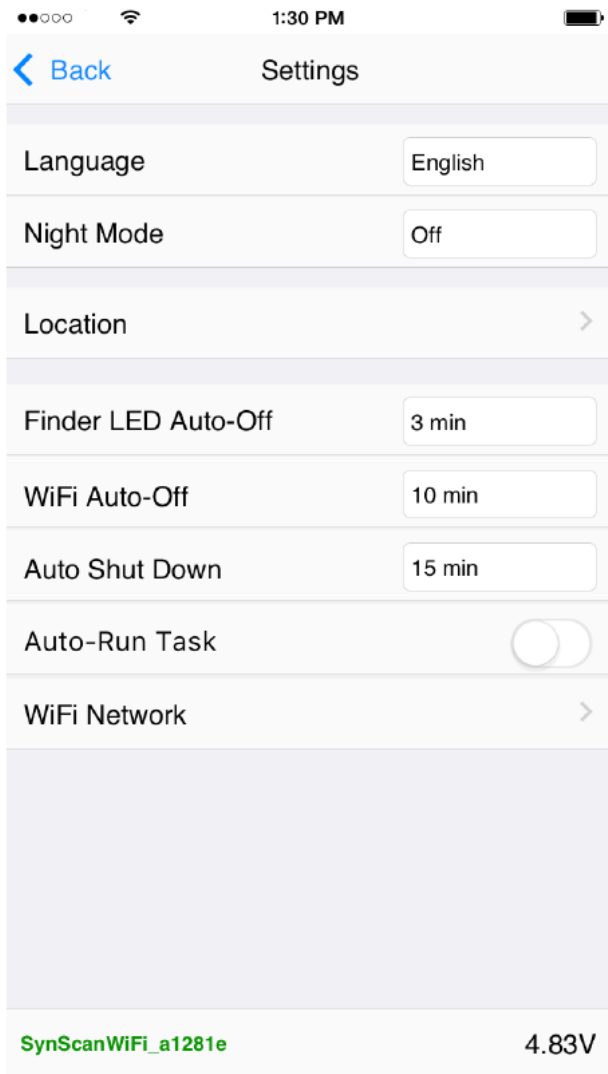 1:30 PM
Back Settings
Language English
Night Mode Off
Location
Finder LED Auto-Off 3 min
WiFi Auto-Off 10 min
Auto Shut Down 15 min
Auto-Run Task
WiFi Network
SynScanWiFi_a1281e 4.83V